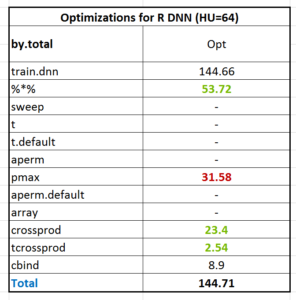 Optimizations for R DNN (HU=64)
by.total Opt
train.dnn 144.66
%*% 53.72
sweep -
t -
t.default -
aperm -
pmax 31.58
aperm.default -
array -
crossprod 23.4
tcrossprod 2.54
cbind 8.9
Total 144.71